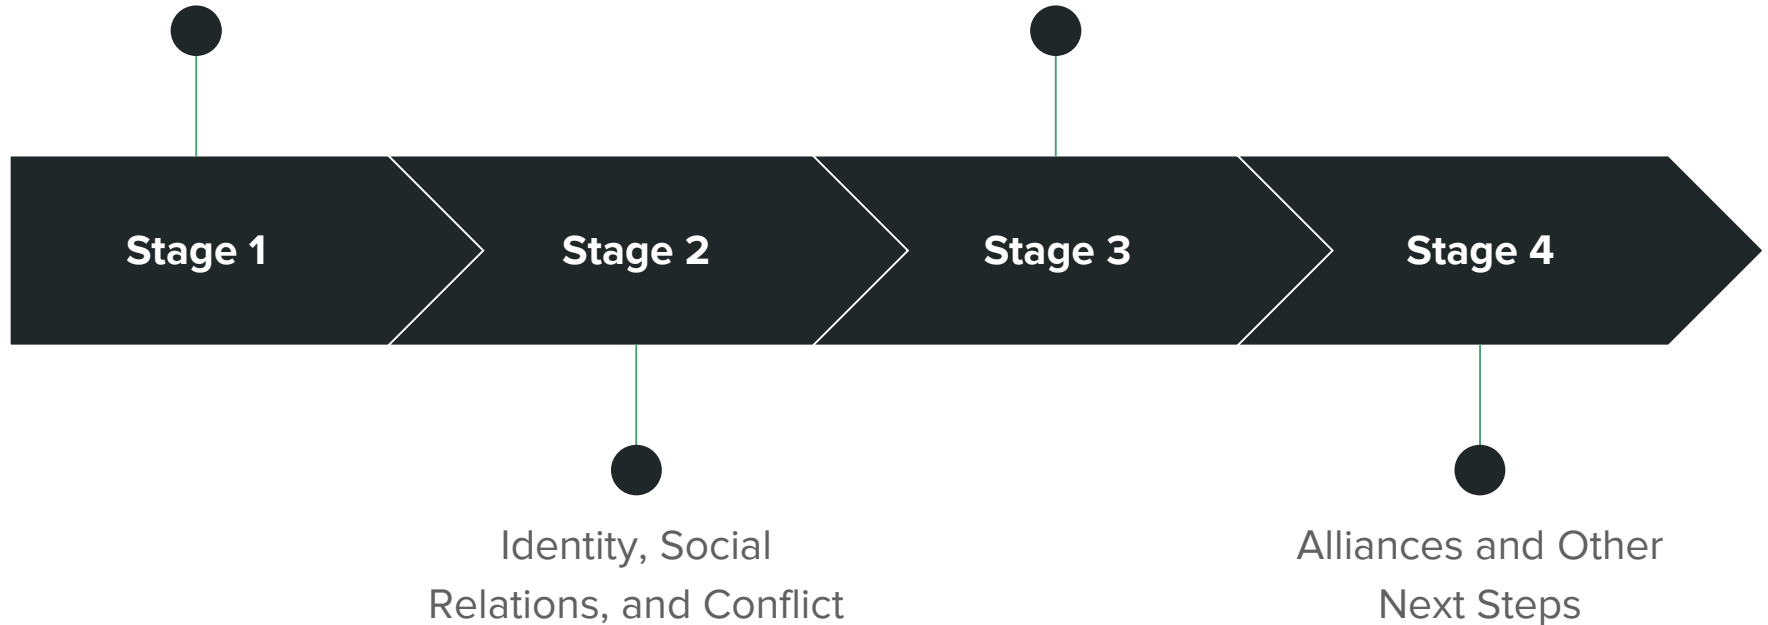 Stage 1
Stage 2
Stage 3
Stage 4
Identity, Social
Relations, and Conflict
Alliances and Other
Next Steps